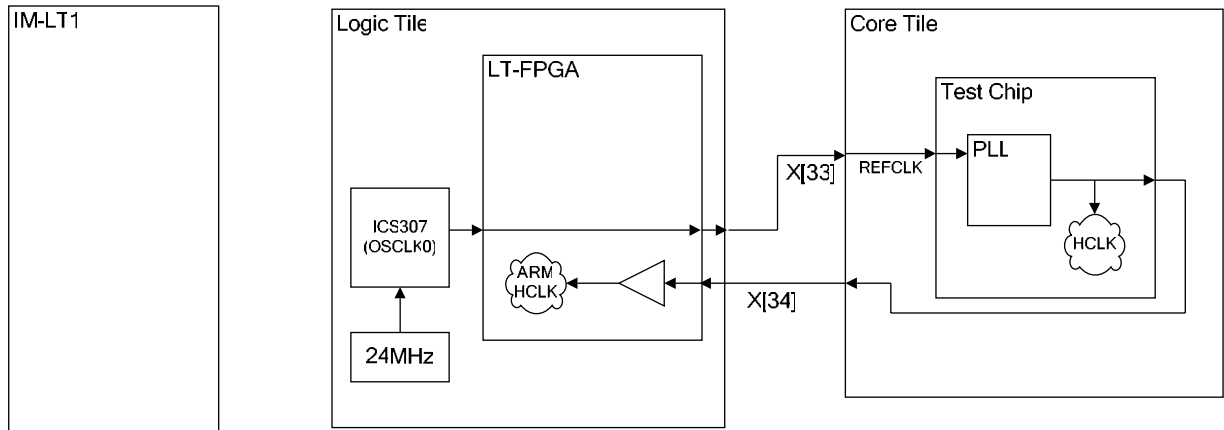 IM-LT1
Logic Tile
LT-FPGA
ICS307
(OSCLK0)
24MHz
ARM
HCLK
X[33]
X[34]
Core Tile
REFCLK
Test Chip
PLL
HCLK